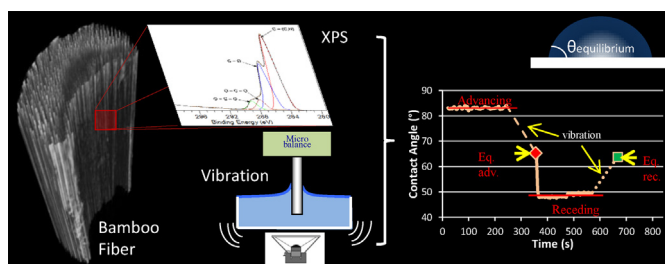 XPS
C-C/C-H
C-O
O-C-O
Binding Energy (eV)
Micro
balance
Vibration
Bamboo
Fiber
θequilibrium
Contact Angle (°)
90
80
70
60
50
40
Advancing
vibration
Eq.
adv.
Eq.
rec.
Receding
0 100 200 300 400 500 600 700 800
Time (s)